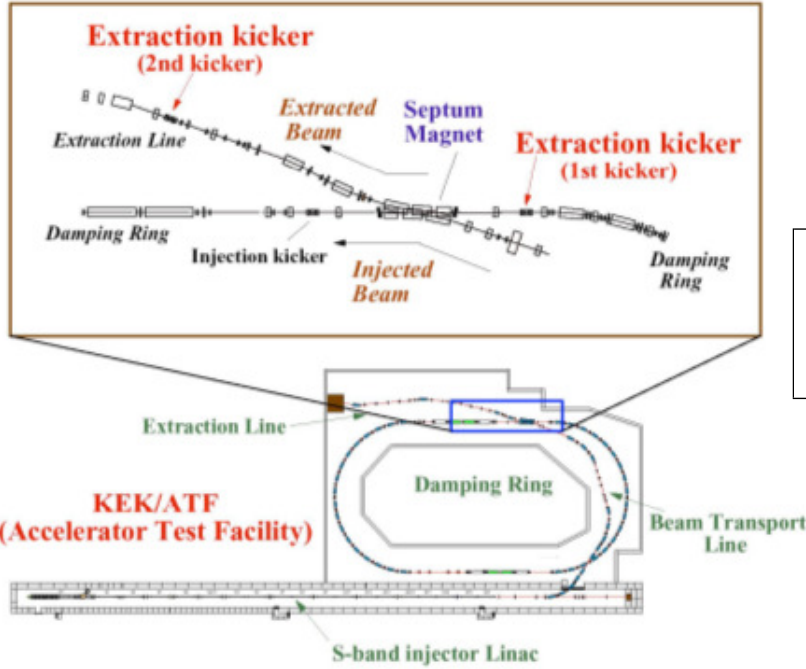 Extraction kicker
(2nd kicker)
Extracted
Beam
Septum
Magnet
Extraction kicker
(1st kicker)
Extraction Line
Damping Ring
Injection kicker
Injected
Beam
Damping
Ring
Extraction Line
Damping Ring
KEK/ATF
(Accelerator Test Facility)
Beam Transport
Line
S-band injector Linac